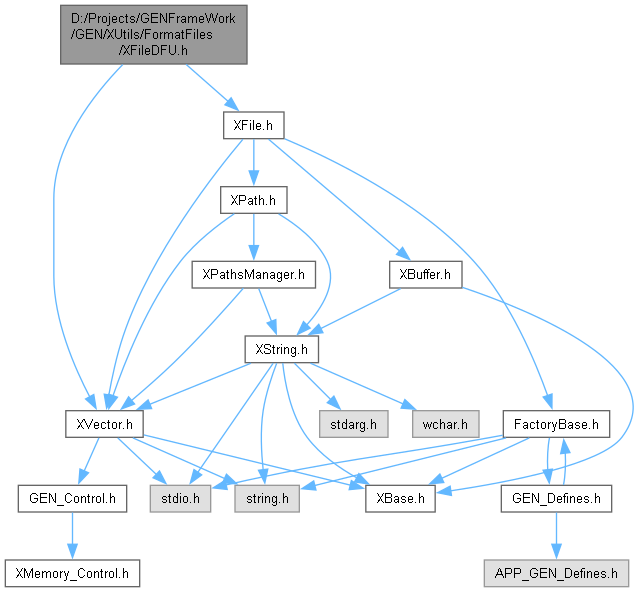 D:/Projects/GENFrameWork
/GEN/XUtils/FormatFiles
/XFileDFU.h
XFile.h
XPath.h
XPathsManager.h
XBuffer.h
XString.h
XVector.h
stdarg.h
wchar.h
FactoryBase.h
GEN_Control.h
stdio.h
string.h
XBase.h
GEN_Defines.h
XMemory_Control.h
APP_GEN_Defines.h